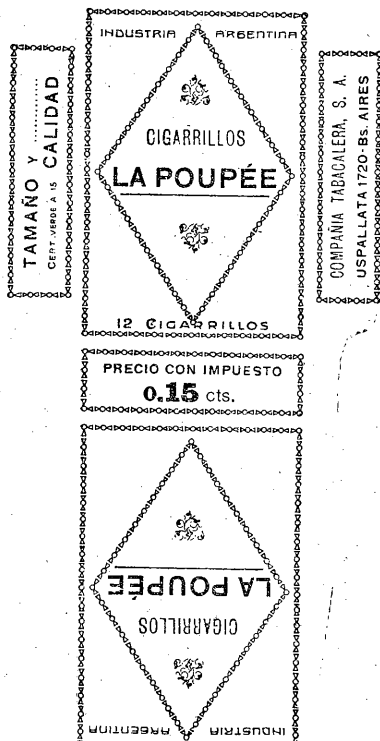 INDUSTRIA ARGENTINA
CIGARRILLOS
LA POUPÉE
12 CIGARRILLOS
TAMAÑO Y ........... CALIDAD
CERT. VERDE A 15
COMPAÑIA TABACALERA, S. A.
USPALLATA 1720 · Bs. AIRES
PRECIO CON IMPUESTO
0.15 cts.
LA POUPÉE
CIGARRILLOS
INDUSTRIA ARGENTINA